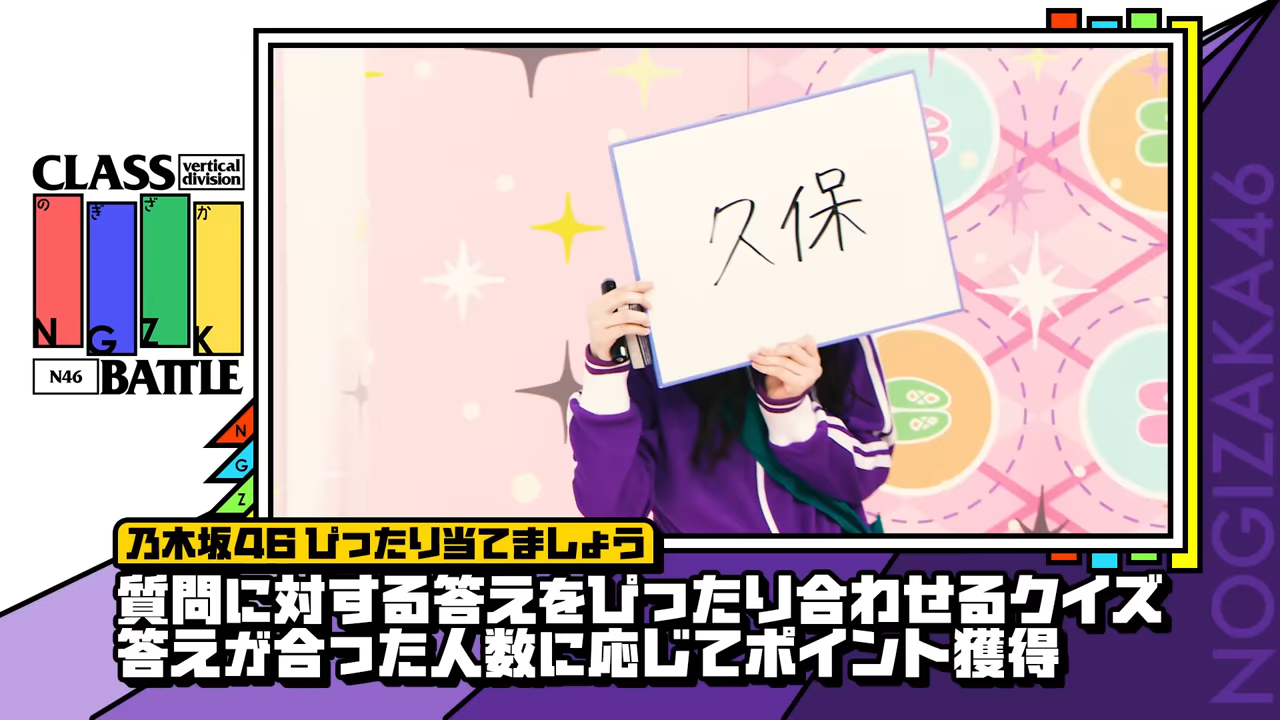 CLASS
vertical
division
の ぎ ざ か
N G Z K
N46
BATTLE
久保
N
G
Z
乃木坂46ぴったり当てましょう
質問に対する答えをぴったり合わせるクイズ
答えが合った人数に応じてポイント獲得
NOGIZAKA46